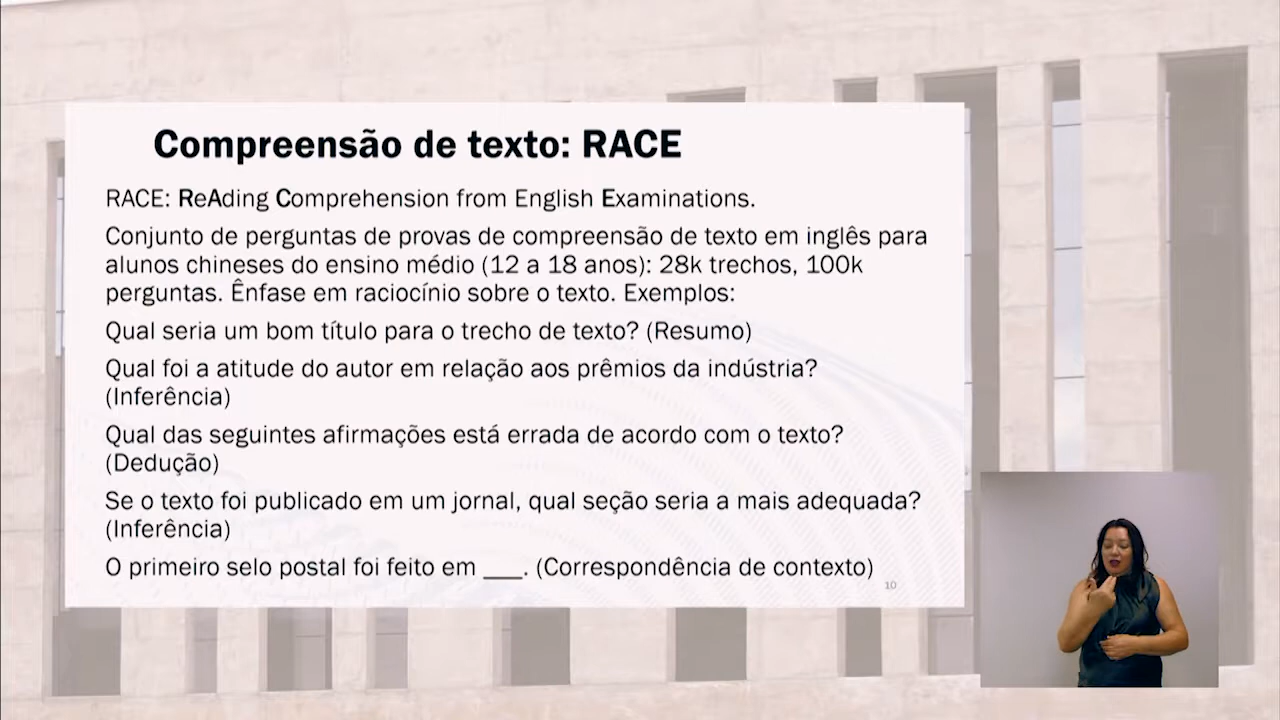 Compreensão de texto: RACE
RACE: ReAding Comprehension from English Examinations.
Conjunto de perguntas de provas de compreensão de texto em inglês para
alunos chineses do ensino médio (12 a 18 anos): 28k trechos, 100k
perguntas. Ênfase em raciocínio sobre o texto. Exemplos:
Qual seria um bom título para o trecho de texto? (Resumo)
Qual foi a atitude do autor em relação aos prêmios da indústria?
(Inferência)
Qual das seguintes afirmações está errada de acordo com o texto?
(Dedução)
Se o texto foi publicado em um jornal, qual seção seria a mais adequada?
(Inferência)
O primeiro selo postal foi feito em ___. (Correspondência de contexto)
10